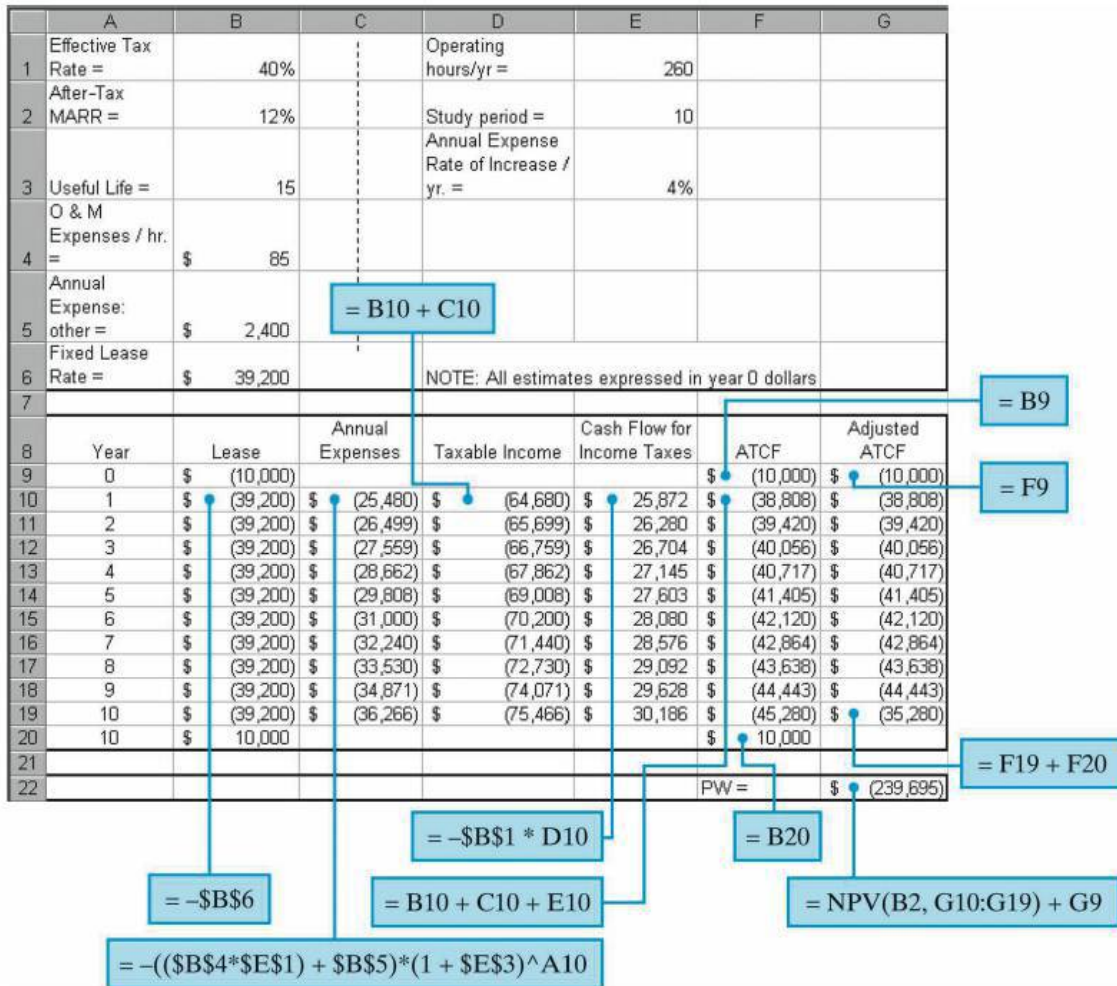 A B C D E F G
1 Effective Tax Rate = 40% Operating hours/yr = 260
2 After-Tax MARR = 12% Study period = 10
3 Useful Life = 15 Annual Expense Rate of Increase / yr. = 4%
4 O & M Expenses / hr. = $ 85
5 Annual Expense: other = $ 2,400
= B10 + C10
6 Fixed Lease Rate = $ 39,200 NOTE: All estimates expressed in year 0 dollars
7
= B9
8 Year Lease Annual Expenses Taxable Income Cash Flow for Income Taxes ATCF Adjusted ATCF
9 0 $ (10,000) $ (10,000) $ (10,000)
= F9
10 1 $ (39,200) $ (25,480) $ (64,680) $ 25,872 $ (38,808) $ (38,808)
11 2 $ (39,200) $ (26,499) $ (65,699) $ 26,280 $ (39,420) $ (39,420)
12 3 $ (39,200) $ (27,559) $ (66,759) $ 26,704 $ (40,056) $ (40,056)
13 4 $ (39,200) $ (28,662) $ (67,862) $ 27,145 $ (40,717) $ (40,717)
14 5 $ (39,200) $ (29,808) $ (69,008) $ 27,603 $ (41,405) $ (41,405)
15 6 $ (39,200) $ (31,000) $ (70,200) $ 28,080 $ (42,120) $ (42,120)
16 7 $ (39,200) $ (32,240) $ (71,440) $ 28,576 $ (42,864) $ (42,864)
17 8 $ (39,200) $ (33,530) $ (72,730) $ 29,092 $ (43,638) $ (43,638)
18 9 $ (39,200) $ (34,871) $ (74,071) $ 29,628 $ (44,443) $ (44,443)
19 10 $ (39,200) $ (36,266) $ (75,466) $ 30,186 $ (45,280) $ (35,280)
20 10 $ 10,000 $ 10,000
21
= F19 + F20
22 PW = $ (239,695)
= –$B$1 * D10
= B20
= –$B$6
= B10 + C10 + E10
= NPV(B2, G10:G19) + G9
= –(($B$4*$E$1) + $B$5)*(1 + $E$3)^A10